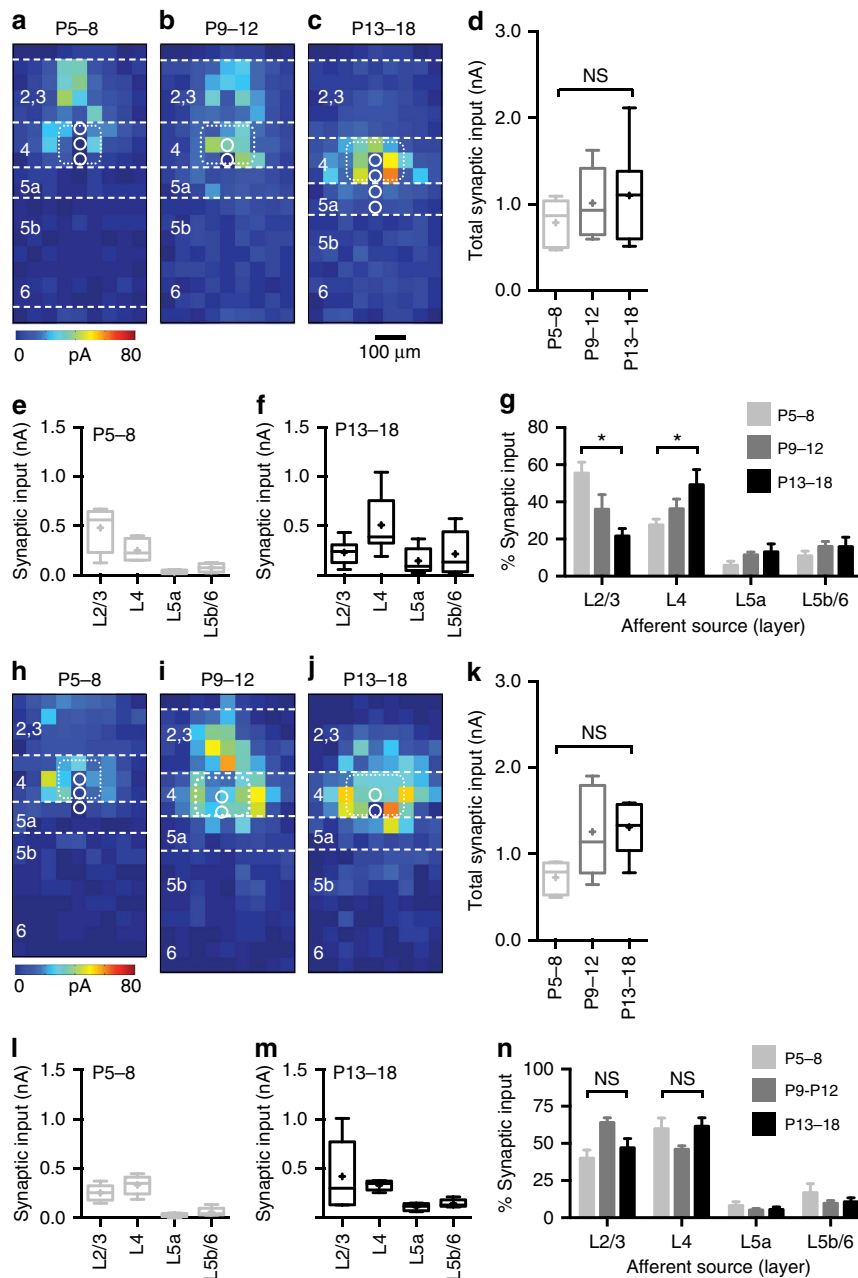 a P5–8
b P9–12
c P13–18
2,3
4
5a
5b
6
2,3
4
5a
5b
6
2,3
4
5a
5b
6
0 pA 80
100 μm
d
Total synaptic input (nA)
3.0
2.0
1.0
0.0
NS
P5–8
P9–12
P13–18
e
Synaptic input (nA)
1.5
1.0
0.5
P5–8
L2/3
L4
L5a
L5b/6
f
Synaptic input (nA)
1.5
1.0
0.5
P13–18
L2/3
L4
L5a
L5b/6
g
% Synaptic input
80
60
40
20
0
*
*
P5–8
P9–12
P13–18
L2/3 L4 L5a L5b/6
Afferent source (layer)
h P5–8
i P9–12
j P13–18
2,3
4
5a
5b
6
2,3
4
5a
5b
6
2,3
4
5a
5b
6
0 pA 80
k
Total synaptic input (nA)
3.0
2.0
1.0
0.0
NS
P5–8
P9–12
P13–18
l
Synaptic input (nA)
1.5
1.0
0.5
P5–8
L2/3
L4
L5a
L5b/6
m
Synaptic input (nA)
1.5
1.0
0.5
P13–18
L2/3
L4
L5a
L5b/6
n
% Synaptic input
100
75
50
25
0
NS
NS
P5–8
P9-P12
P13–18
L2/3 L4 L5a L5b/6
Afferent source (layer)